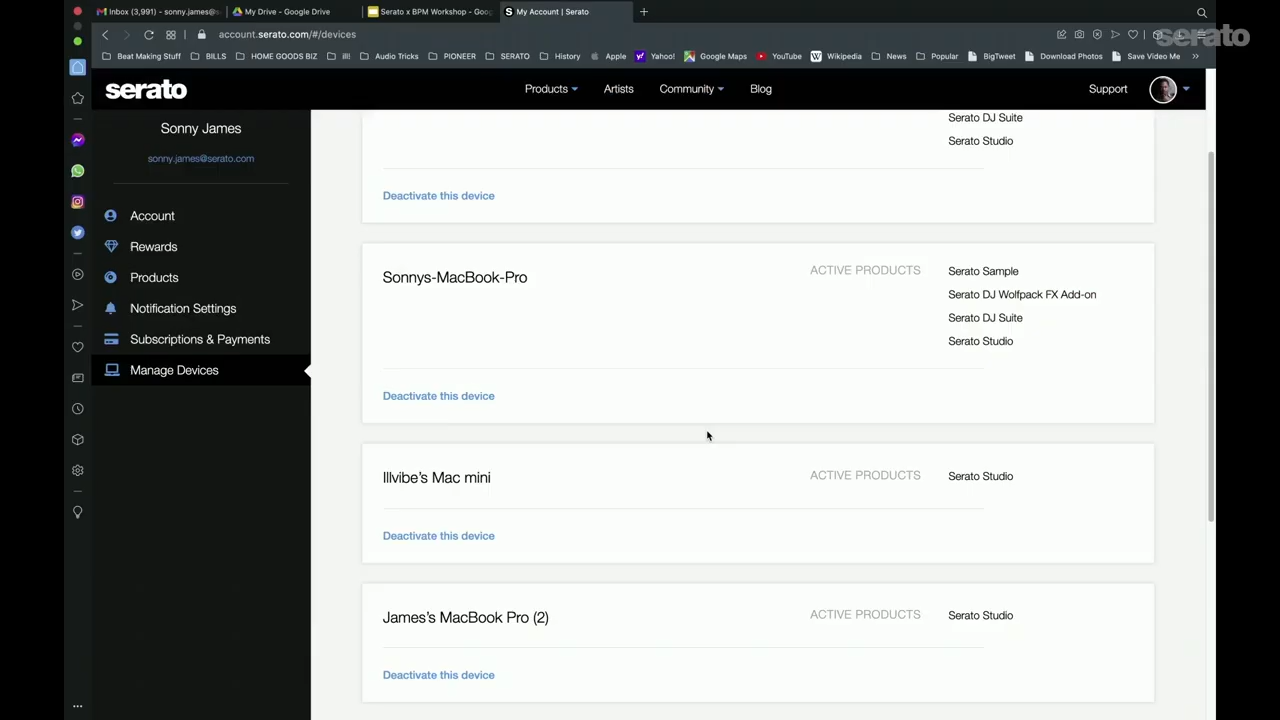 Inbox (3,991) - sonny.james@s
My Drive - Google Drive
Serato x BPM Workshop - Goog
My Account | Serato
account.serato.com/#/devices
serato
Beat Making Stuff
BILLS
HOME GOODS BIZ
ill!
Audio Tricks
PIONEER
SERATO
History
Apple
Yahoo!
Google Maps
YouTube
Wikipedia
News
Popular
BigTweet
Download Photos
Save Video Me
serato
Products
Artists
Community
Blog
Support
Sonny James
sonny.james@serato.com
Account
Rewards
Products
Notification Settings
Subscriptions & Payments
Manage Devices
Serato DJ Suite
Serato Studio
Deactivate this device
Sonnys-MacBook-Pro
ACTIVE PRODUCTS
Serato Sample
Serato DJ Wolfpack FX Add-on
Serato DJ Suite
Serato Studio
Deactivate this device
Illvibe's Mac mini
ACTIVE PRODUCTS
Serato Studio
Deactivate this device
James's MacBook Pro (2)
ACTIVE PRODUCTS
Serato Studio
Deactivate this device